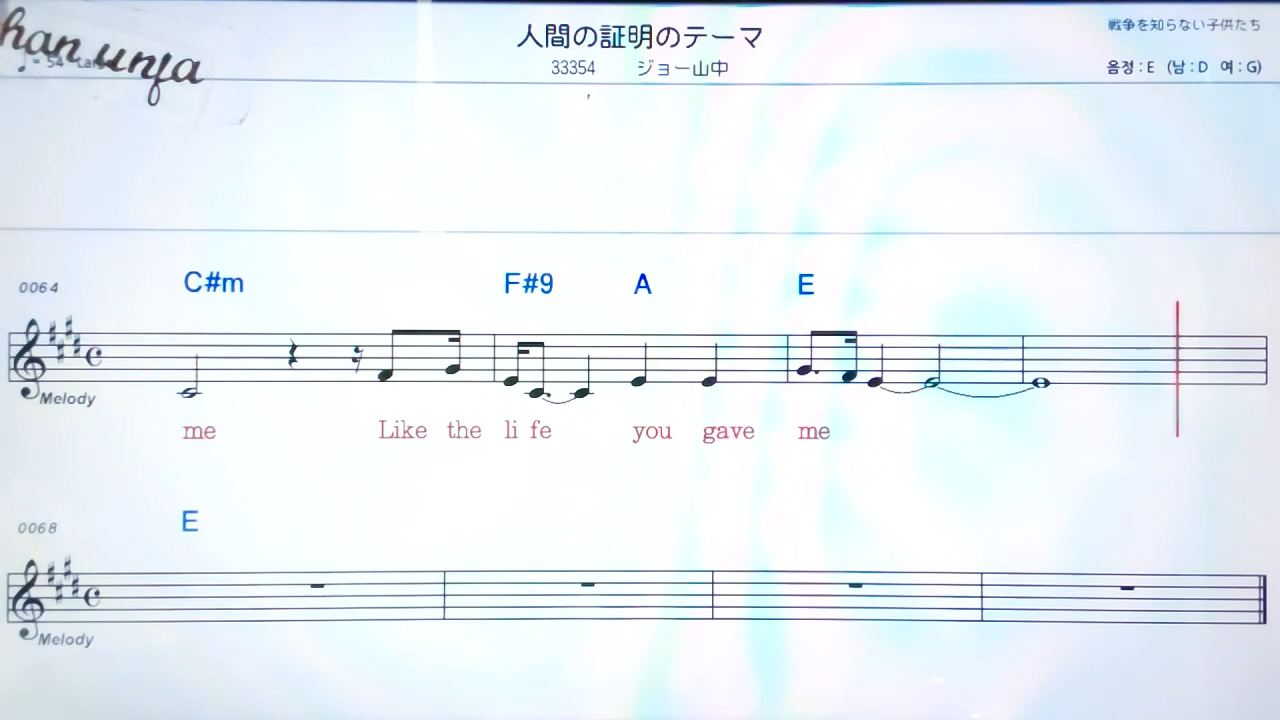 han unja
人間の証明のテーマ
戦争を知らない子供たち
33354 ジョー山中
음정 : E (남 : D 여 : G)
0064
C#m F#9 A E
Melody
me Like the li fe you gave me
0068
E
Melody